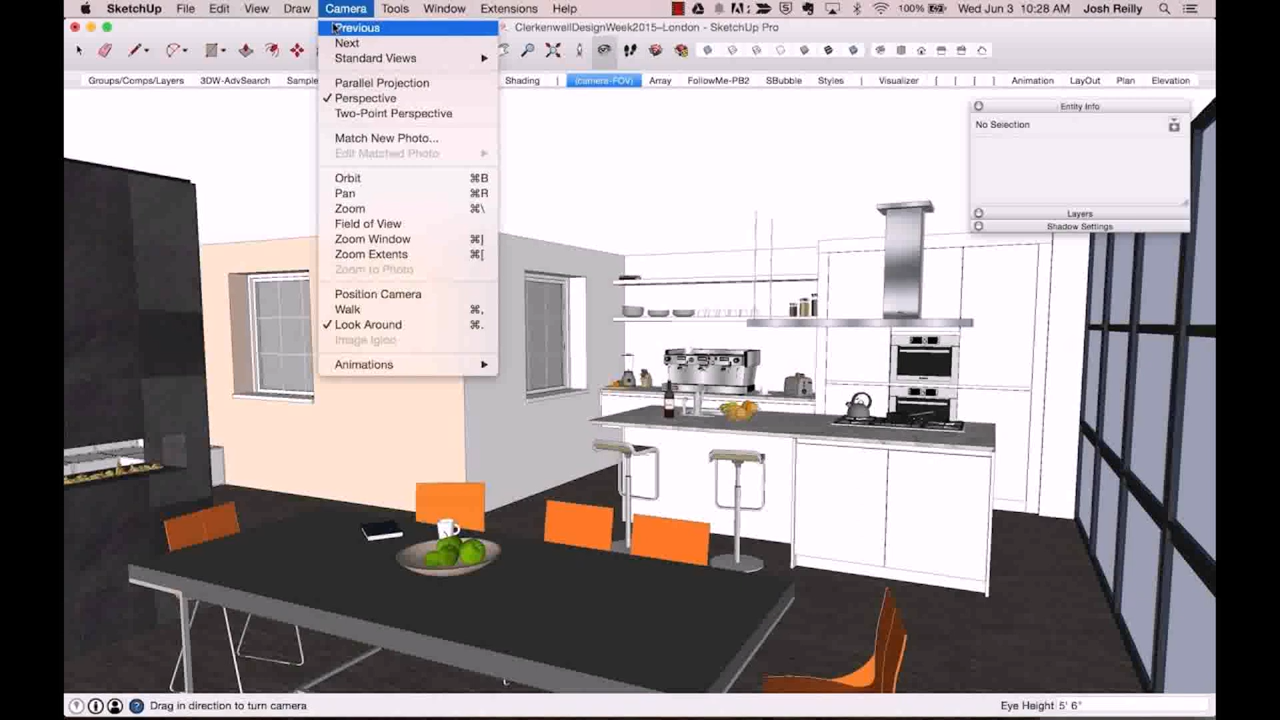 SketchUp File Edit View Draw Camera Tools Window Extensions Help 100% Wed Jun 3 10:28 AM Josh Reilly
ClerkenwellDesignWeek2015–London - SketchUp Pro
Groups/Comps/Layers 3DW-AdvSearch Sample Shading | (camera-FOV) Array FollowMe-PB2 SBubble Styles | Visualizer [ ] [ ] | Animation LayOut Plan Elevation
Previous
Next
Standard Views
Parallel Projection
✓ Perspective
Two-Point Perspective
Match New Photo...
Edit Matched Photo
Orbit ⌘B
Pan ⌘R
Zoom ⌘\
Field of View
Zoom Window ⌘]
Zoom Extents ⌘[
Zoom to Photo
Position Camera
Walk ⌘,
✓ Look Around ⌘.
Image Igloo
Animations
Entity Info
No Selection
Layers
Shadow Settings
Drag in direction to turn camera
Eye Height 5' 6"